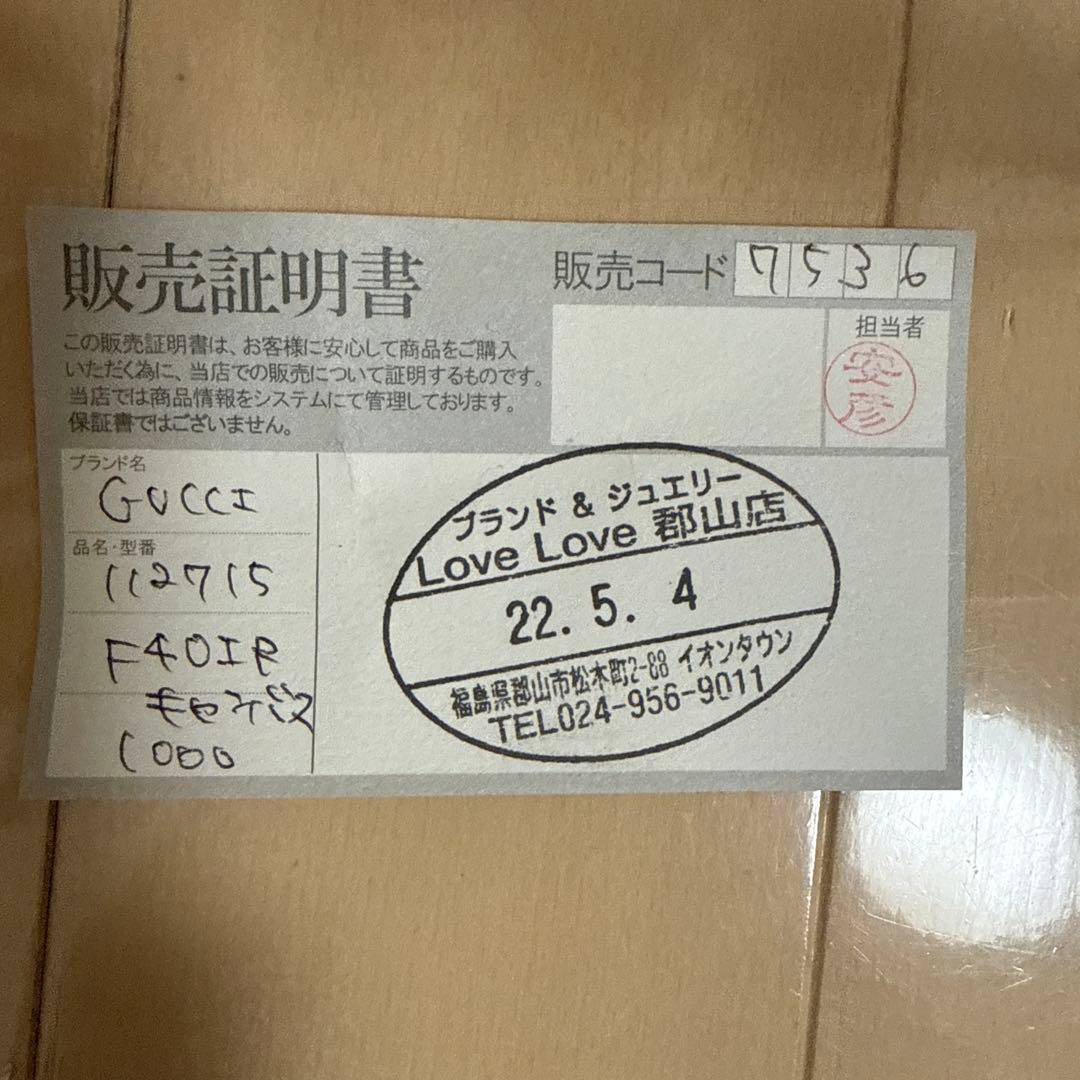 販売証明書
この販売証明書は、お客様に安心して商品をご購入
いただく為に、当店での販売について証明するものです。
当店では商品情報をシステムにて管理しております。
保証書ではございません。
販売コード 7536
担当者
安彦
ブランド名
GUCCI
品名・型番
112715
F40IR
キャンバス
1000
ブランド & ジュエリー
Love Love 郡山店
22. 5. 4
福島県郡山市松木町2-88 イオンタウン
TEL024-956-9011